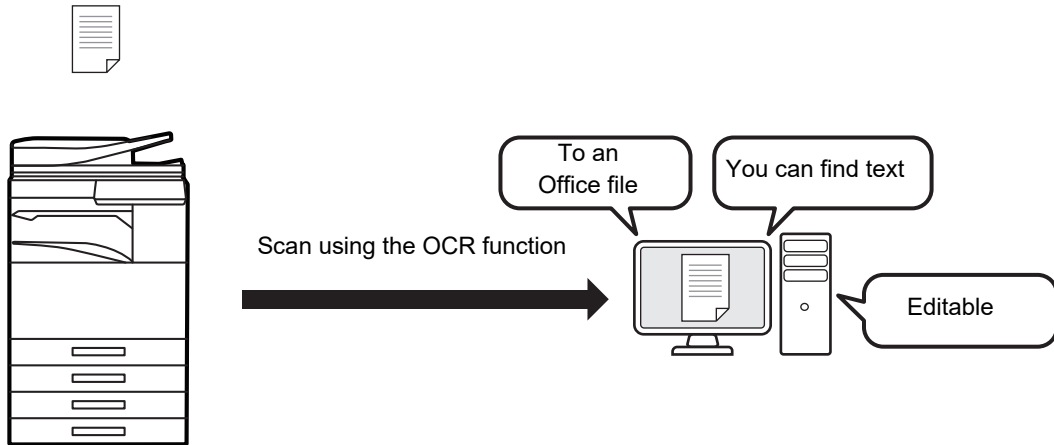 To an
Office file
You can find text
Scan using the OCR function
Editable